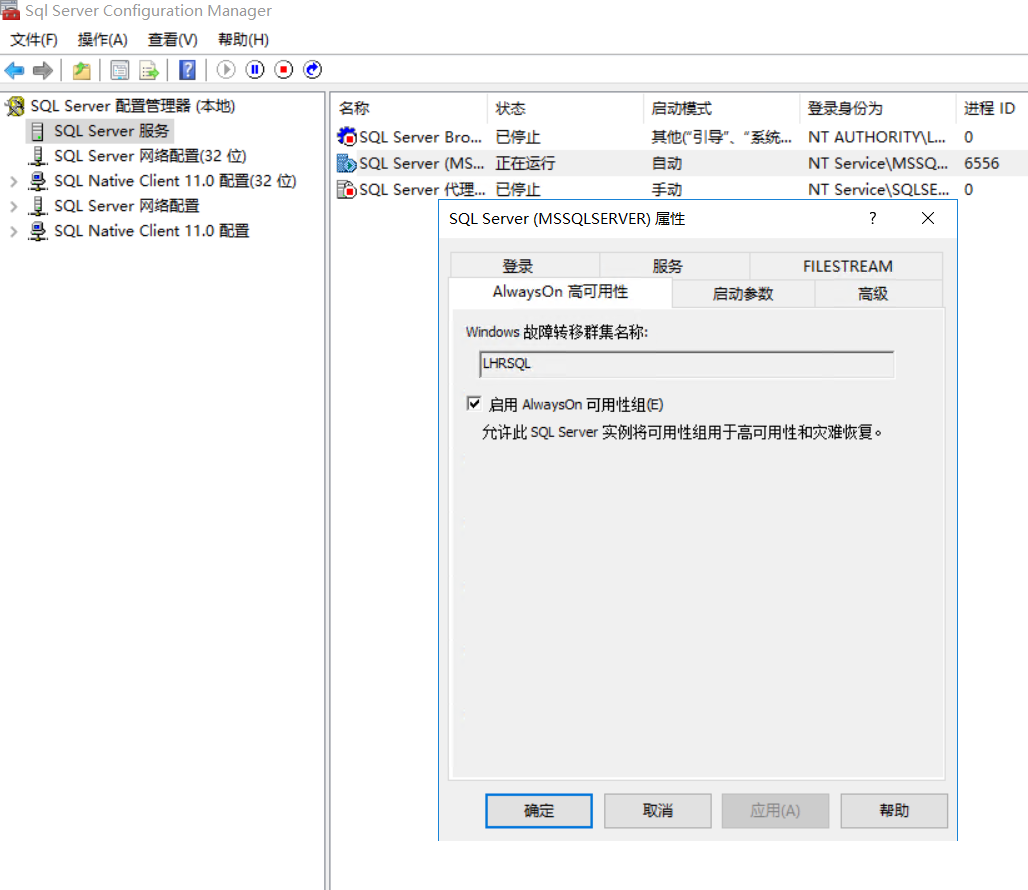 Sql Server Configuration Manager
文件(F) 操作(A) 查看(V) 帮助(H)
SQL Server 配置管理器 (本地)
SQL Server 服务
SQL Server 网络配置(32 位)
SQL Native Client 11.0 配置(32 位)
SQL Server 网络配置
SQL Native Client 11.0 配置
名称 状态 启动模式 登录身份为 进程 ID
SQL Server Bro... 已停止 其他("引导"、"系统... NT AUTHORITY\L... 0
SQL Server (MS... 正在运行 自动 NT Service\MSSQ... 6556
SQL Server 代理... 已停止 手动 NT Service\SQLSE... 0
SQL Server (MSSQLSERVER) 属性
登录 服务 FILESTREAM
AlwaysOn 高可用性 启动参数 高级
Windows 故障转移群集名称:
LHRSQL
启用 AlwaysOn 可用性组(E)
允许此 SQL Server 实例将可用性组用于高可用性和灾难恢复。
确定 取消 应用(A) 帮助